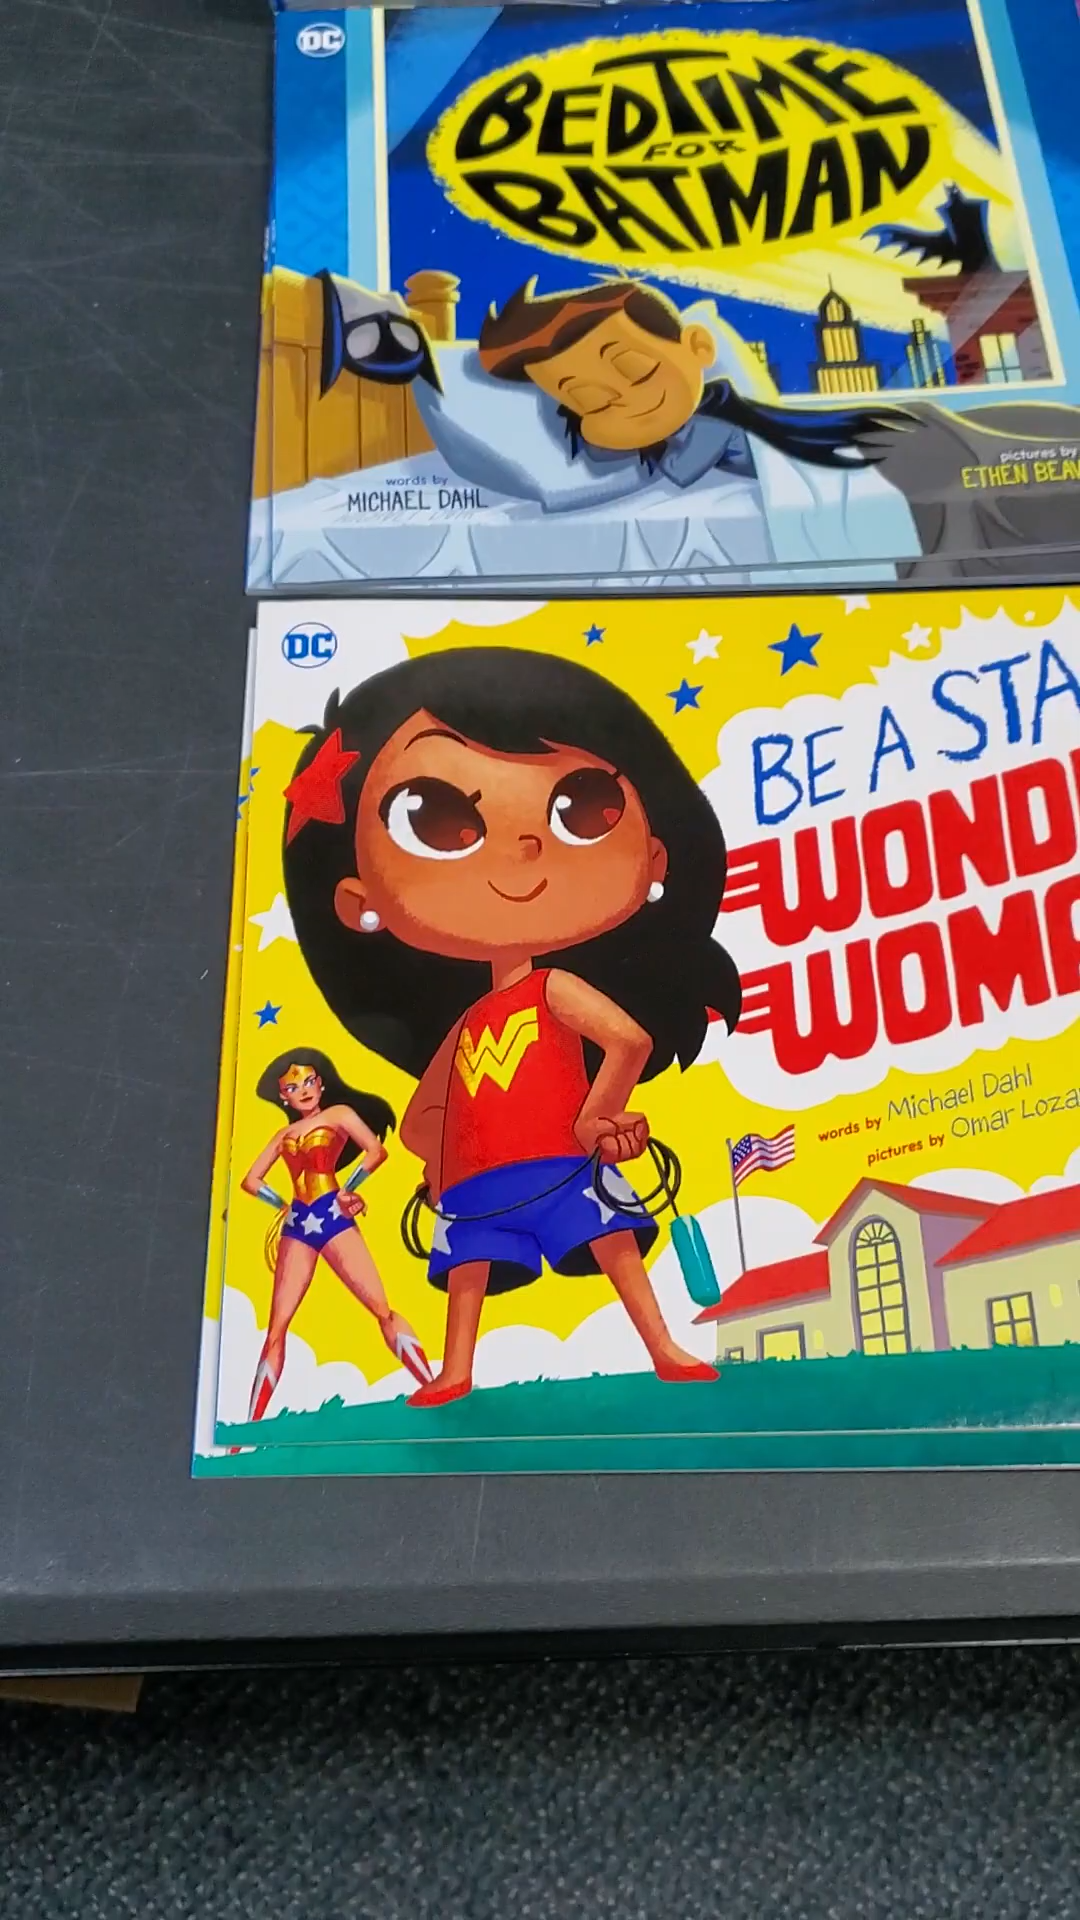 DC
BEDTIME
FOR
BATMAN
words by
MICHAEL DAHL
pictures by
ETHEN BEAV
DC
BE A STA
WOND
WOMA
W
words by Michael Dahl
pictures by Omar Loza